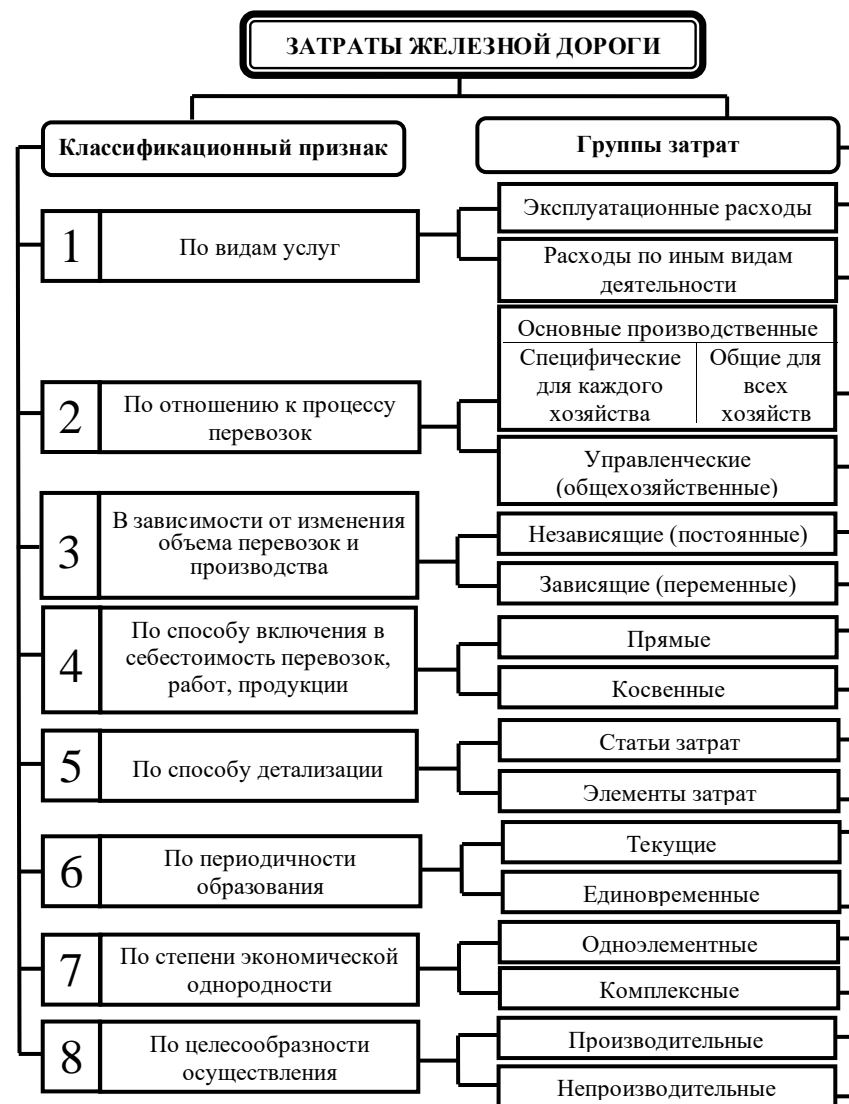 ЗАТРАТЫ ЖЕЛЕЗНОЙ ДОРОГИ
Классификационный признак
Группы затрат
1
По видам услуг
Эксплуатационные расходы
Расходы по иным видам
деятельности
2
По отношению к процессу
перевозок
Основные производственные
Специфические
для каждого
хозяйства
Общие для
всех
хозяйств
Управленческие
(общехозяйственные)
3
В зависимости от изменения
объема перевозок и
производства
Независящие (постоянные)
Зависящие (переменные)
4
По способу включения в
себестоимость перевозок,
работ, продукции
Прямые
Косвенные
5
По способу детализации
Статьи затрат
Элементы затрат
6
По периодичности
образования
Текущие
Единовременные
7
По степени экономической
однородности
Одноэлементные
Комплексные
8
По целесообразности
осуществления
Производительные
Непроизводительные